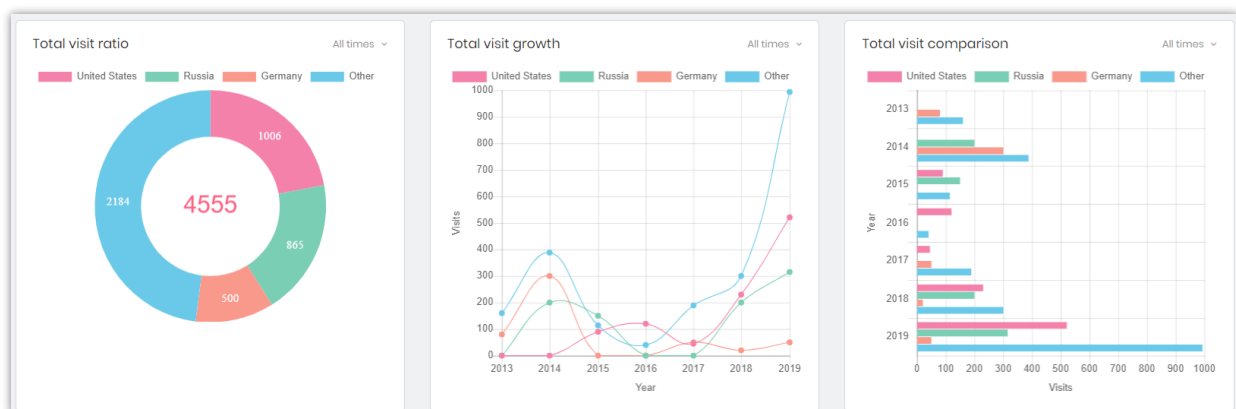 Total visit ratio
All times
United States Russia Germany Other
1006
2184
4555
865
500
Total visit growth
All times
United States Russia Germany Other
1000
900
800
700
600
500
400
300
200
100
0
Visits
2013 2014 2015 2016 2017 2018 2019
Year
Total visit comparison
All times
United States Russia Germany Other
2013
2014
2015
2016
2017
2018
2019
Year
0 100 200 300 400 500 600 700 800 900 1000
Visits